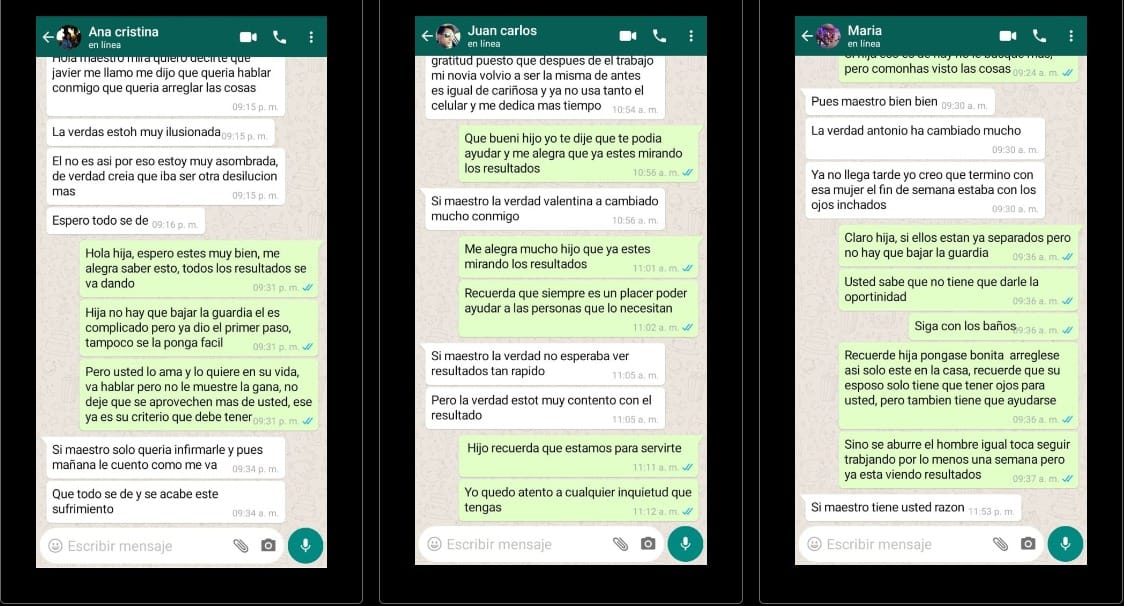 Ana cristina
en línea
Hola maestro mira quiero decirte que
javier me llamo me dijo que queria hablar
conmigo que queria arreglar las cosas
09:15 p. m.
La verdas estoh muy ilusionada 09:15 p. m.
El no es asi por eso estoy muy asombrada,
de verdad creia que iba ser otra desilucion
mas
09:15 p. m.
Espero todo se de 09:16 p. m.
Hola hija, espero estes muy bien, me
alegra saber esto, todos los resultados se
va dando
09:31 p. m.
Hija no hay que bajar la guardia el es
complicado pero ya dio el primer paso,
tampoco se la ponga facil
09:31 p. m.
Pero usted lo ama y lo quiere en su vida,
va hablar pero no le muestre la gana, no
deje que se aprovechen mas de usted, ese
ya es su criterio que debe tener 09:31 p. m.
Si maestro solo queria infirmarle y pues
mañana le cuento como me va
09:34 p. m.
Que todo se de y se acabe este
sufrimiento
09:34 a. m.
Escribir mensaje
Juan carlos
en línea
gratitud puesto que despues de el trabajo
mi novia volvio a ser la misma de antes
es igual de cariñosa y ya no usa tanto el
celular y me dedica mas tiempo 10:54 a. m.
Que bueni hijo yo te dije que te podia
ayudar y me alegra que ya estes mirando
los resultados
10:56 a. m.
Si maestro la verdad valentina a cambiado
mucho conmigo
10:56 a. m.
Me alegra mucho hijo que ya estes
mirando los resultados
11:01 a. m.
Recuerda que siempre es un placer poder
ayudar a las personas que lo necesitan
11:02 a. m.
Si maestro la verdad no esperaba ver
resultados tan rapido
11:05 a. m.
Pero la verdad estot muy contento con el
resultado
11:05 a. m.
Hijo recuerda que estamos para servirte
11:11 a. m.
Yo quedo atento a cualquier inquietud que
tengas
11:12 a. m.
Escribir mensaje
Maria
en línea
pero comonhas visto las cosas 09:24 a. m.
Pues maestro bien bien 09:30 a. m.
La verdad antonio ha cambiado mucho
09:30 a. m.
Ya no llega tarde yo creo que termino con
esa mujer el fin de semana estaba con los
ojos inchados
09:30 a. m.
Claro hija, si ellos estan ya separados pero
no hay que bajar la guardia
09:36 a. m.
Usted sabe que no tiene que darle la
oportinidad
09:36 a. m.
Siga con los baños 09:36 a. m.
Recuerde hija pongase bonita arreglese
asi solo este en la casa, recuerde que su
esposo solo tiene que tener ojos para
usted, pero tambien tiene que ayudarse
09:36 a. m.
Sino se aburre el hombre igual toca seguir
trabjando por lo menos una semana pero
ya esta viendo resultados
09:37 a. m.
Si maestro tiene usted razon 11:53 p. m.
Escribir mensaje